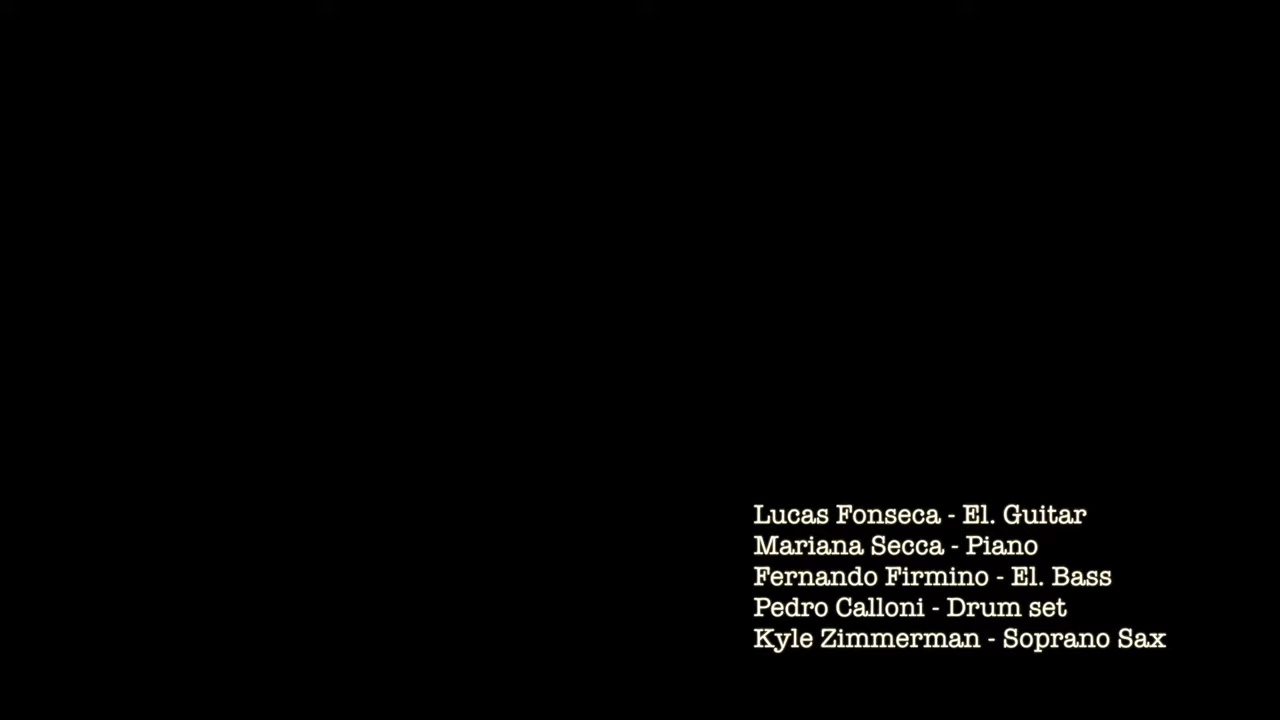 Lucas Fonseca - El. Guitar
Mariana Secca - Piano
Fernando Firmino - El. Bass
Pedro Calloni - Drum set
Kyle Zimmerman - Soprano Sax